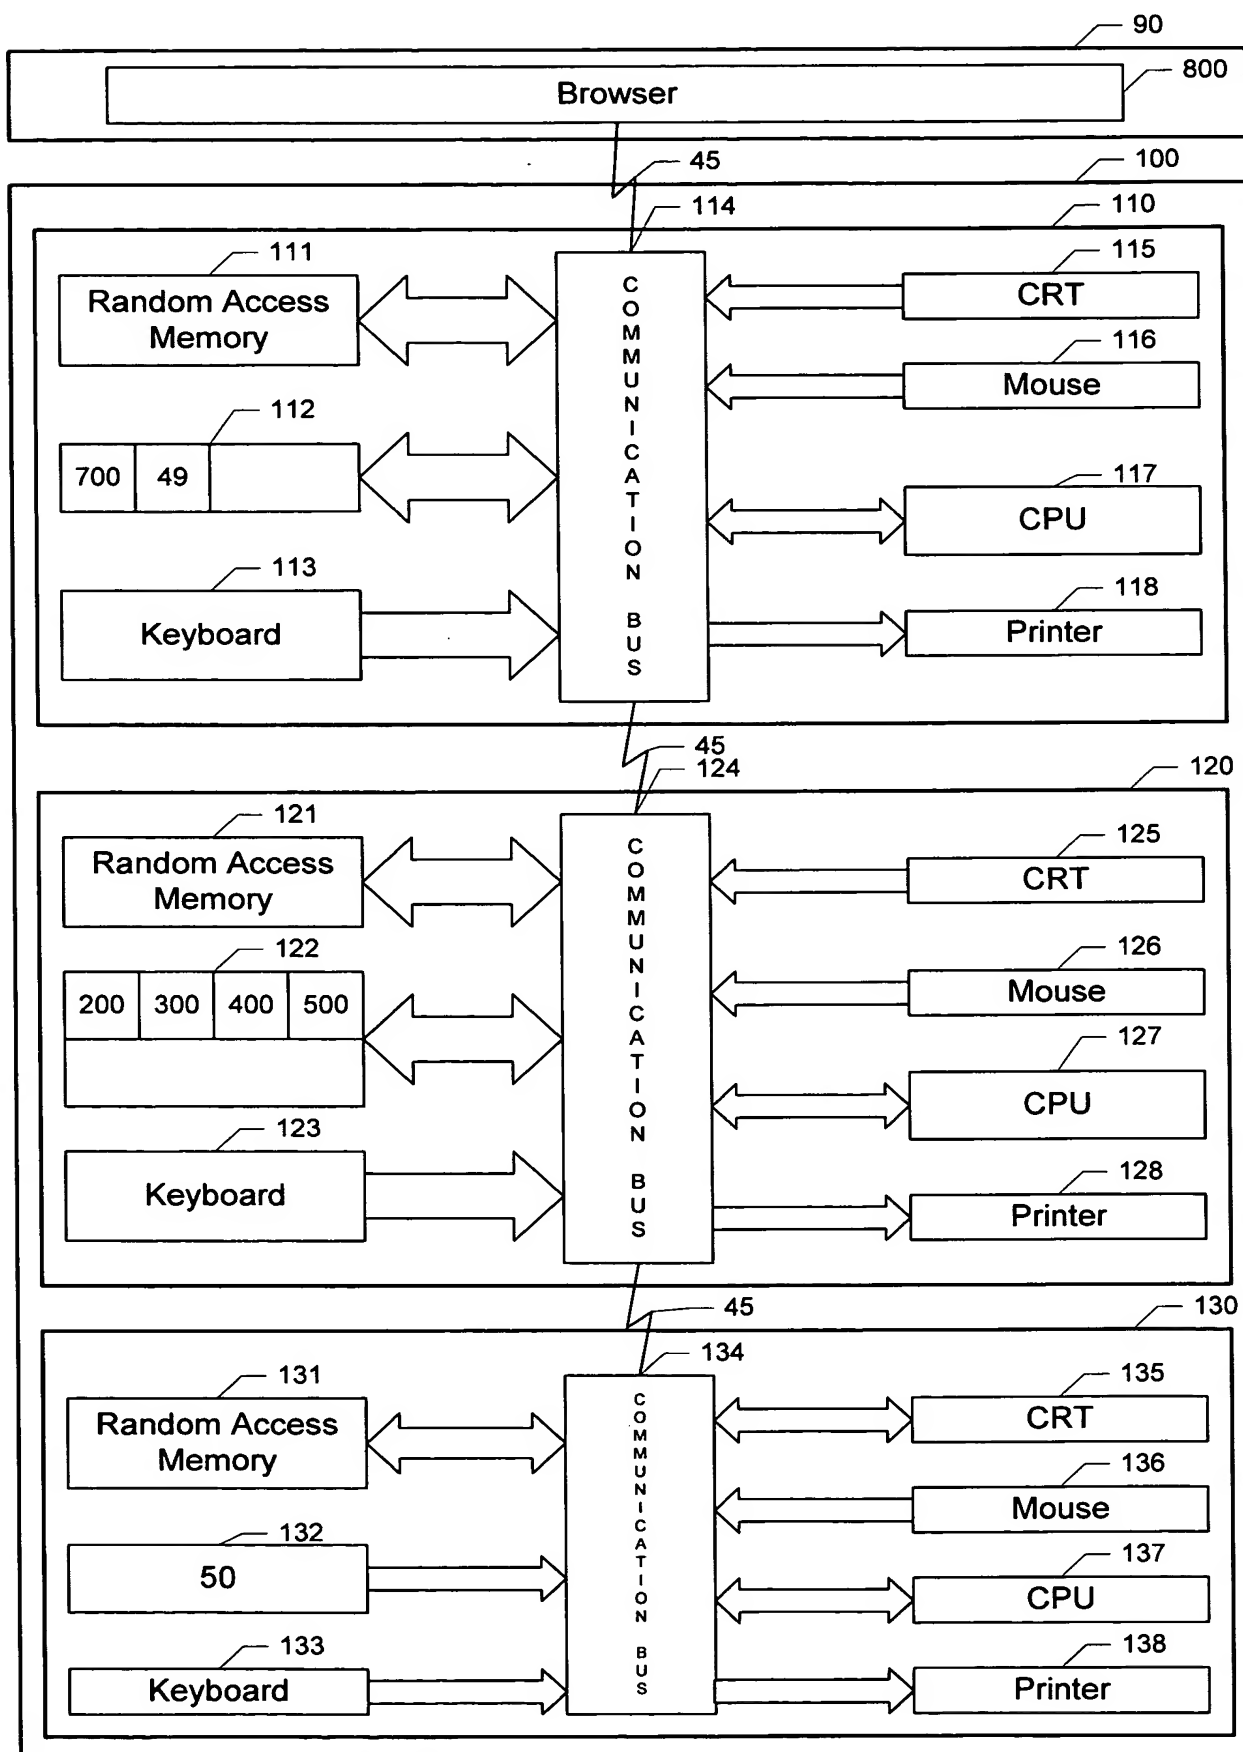 90
800
Browser
45
100
114
110
111
115
Random Access
Memory
CRT
116
Mouse
112
700 49
117
CPU
113
118
Keyboard
Printer
COMMUNICATION BUS
45
124
120
121
125
Random Access
Memory
CRT
122
126
200 300 400 500
Mouse
127
CPU
123
128
Keyboard
Printer
COMMUNICATION BUS
45
130
134
131
135
Random Access
Memory
CRT
136
Mouse
132
137
50
CPU
133
138
Keyboard
Printer
COMMUNICATION BUS